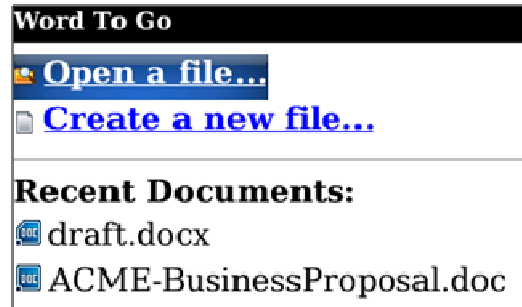 Word To Go
Open a file...
Create a new file...
Recent Documents:
draft.docx
ACME-BusinessProposal.doc